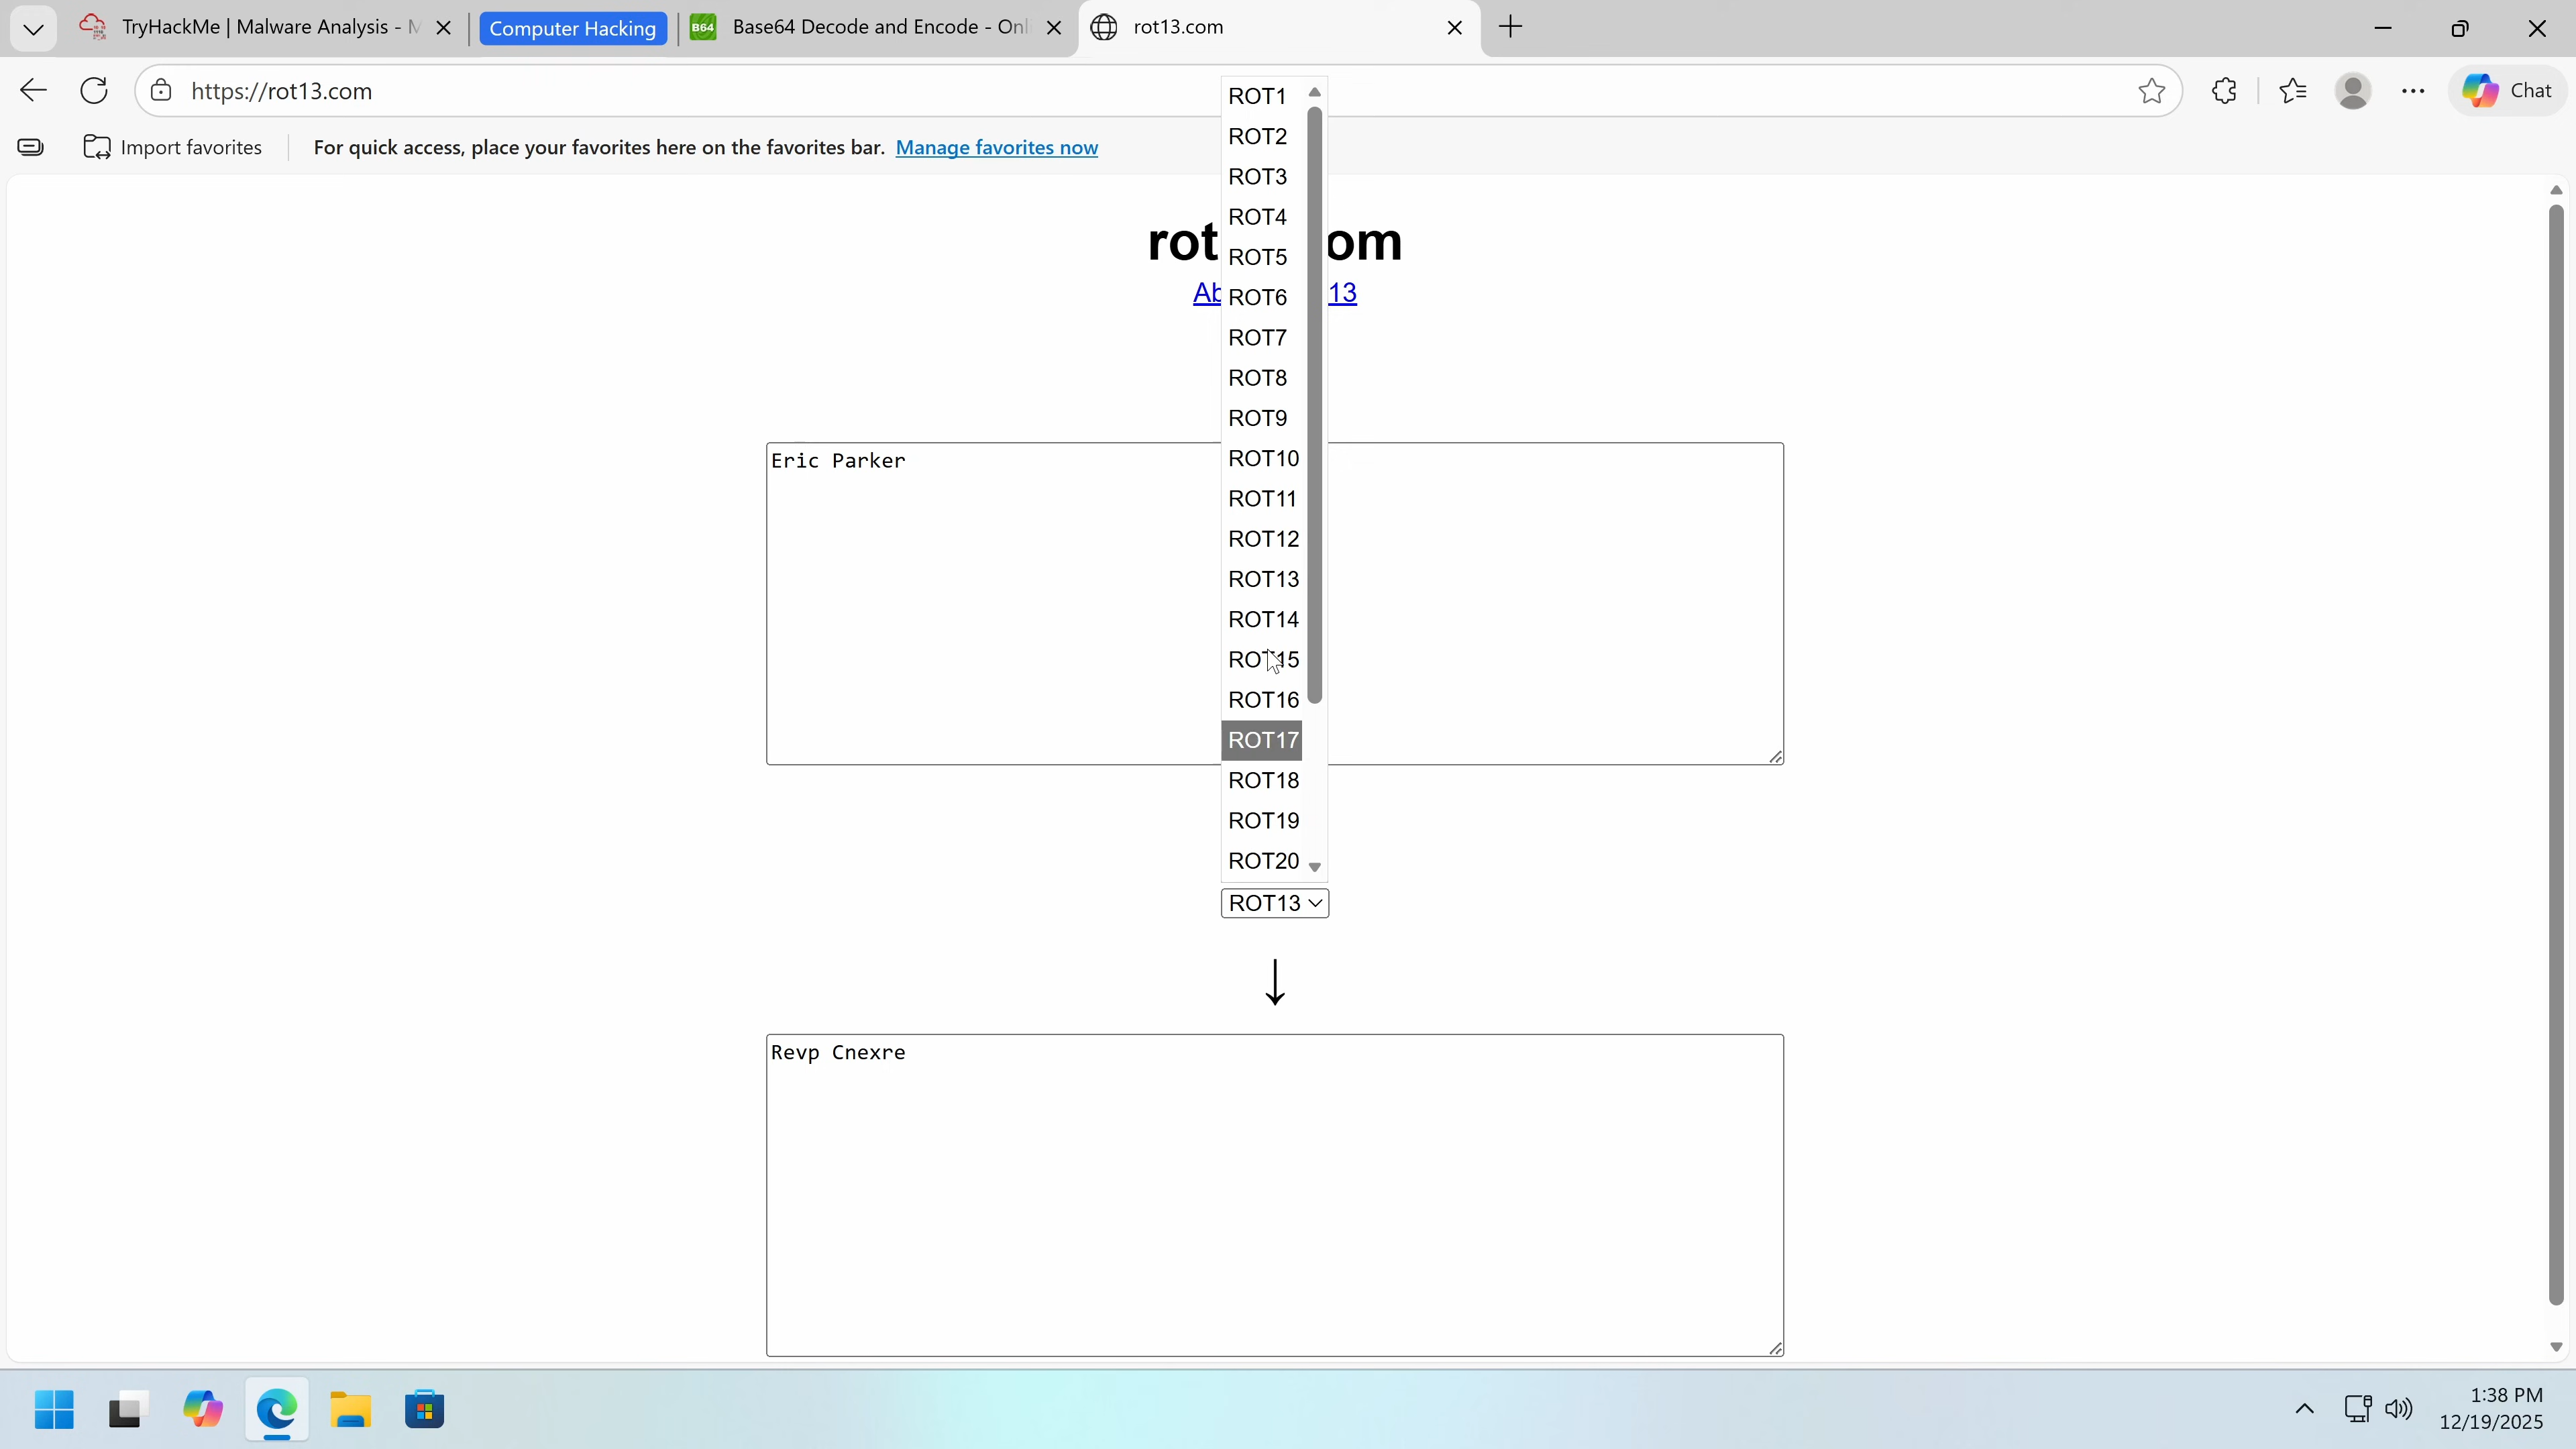 TryHackMe | Malware Analysis -
Computer Hacking
B64
Base64 Decode and Encode - Onl
rot13.com
https://rot13.com
Chat
Import favorites
For quick access, place your favorites here on the favorites bar. Manage favorites now
rot om
Ab 13
ROT1
ROT2
ROT3
ROT4
ROT5
ROT6
ROT7
ROT8
ROT9
ROT10
ROT11
ROT12
ROT13
ROT14
ROT15
ROT16
ROT17
ROT18
ROT19
ROT20
Eric Parker
ROT13
↓
Revp Cnexre
1:38 PM
12/19/2025